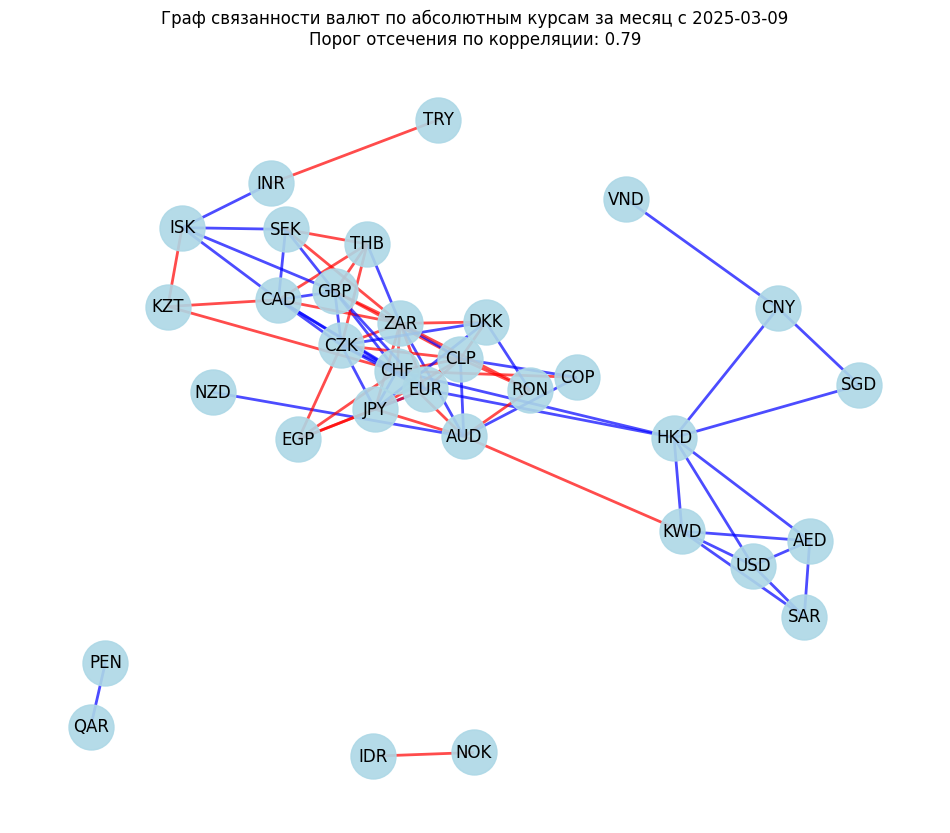 Граф связанности валют по абсолютным курсам за месяц с 2025-03-09
Порог отсечения по корреляции: 0.79
TRY
INR
VND
ISK
SEK
THB
GBP
CAD
KZT
CNY
ZAR
DKK
CZK
CLP
CHF
COP
SGD
EUR
RON
NZD
JPY
EGP
AUD
HKD
KWD
AED
USD
SAR
PEN
QAR
IDR
NOK